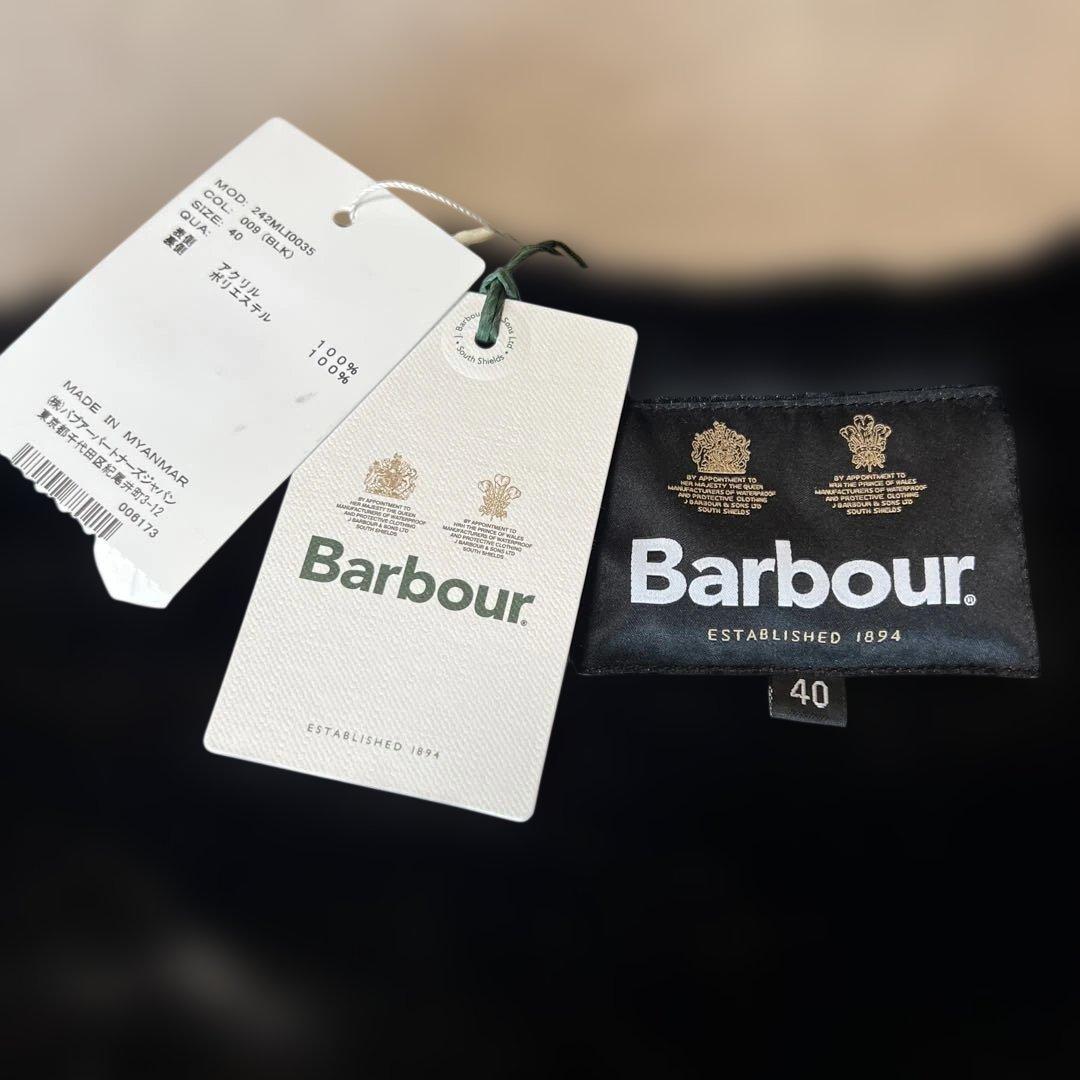 MOD: 242MLI0035
COL: 009 (BLK)
SIZE: 40
QUA:
表側 アクリル 100%
裏側 ポリエステル 100%
MADE IN MYANMAR
(株)バブアーパートナーズジャパン
東京都千代田区紀尾井町3-12
006173
J. Barbour Sons Ltd
South Shields
BY APPOINTMENT TO
HER MAJESTY THE QUEEN
MANUFACTURERS OF WATERPROOF
AND PROTECTIVE CLOTHING
J BARBOUR & SONS LTD
SOUTH SHIELDS
BY APPOINTMENT TO
HRH THE PRINCE OF WALES
MANUFACTURERS OF WATERPROOF
AND PROTECTIVE CLOTHING
J BARBOUR & SONS LTD
SOUTH SHIELDS
Barbour®
ESTABLISHED 1894
BY APPOINTMENT TO
HER MAJESTY THE QUEEN
MANUFACTURERS OF WATERPROOF
AND PROTECTIVE CLOTHING
J BARBOUR & SONS LTD
SOUTH SHIELDS
BY APPOINTMENT TO
HRH THE PRINCE OF WALES
MANUFACTURERS OF WATERPROOF
AND PROTECTIVE CLOTHING
J BARBOUR & SONS LTD
SOUTH SHIELDS
Barbour®
ESTABLISHED 1894
40